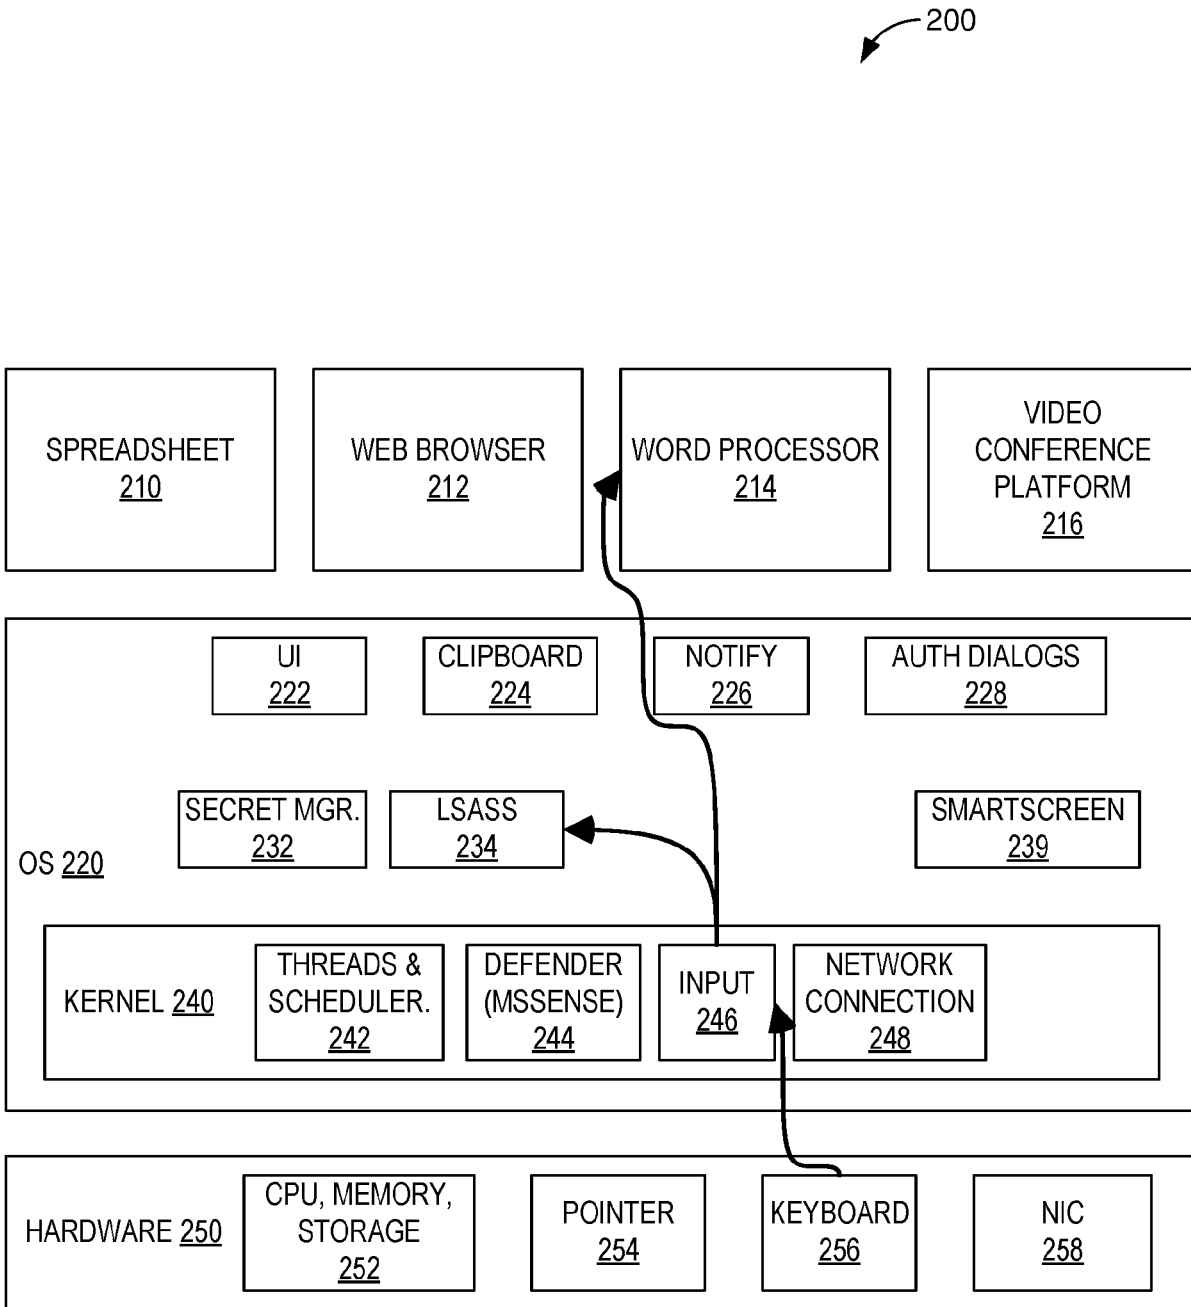 200
SPREADSHEET
210
WEB BROWSER
212
WORD PROCESSOR
214
VIDEO
CONFERENCE
PLATFORM
216
UI
222
CLIPBOARD
224
NOTIFY
226
AUTH DIALOGS
228
SECRET MGR.
232
LSASS
234
SMARTSCREEN
239
OS 220
KERNEL 240
THREADS &
SCHEDULER.
242
DEFENDER
(MSSENSE)
244
INPUT
246
NETWORK
CONNECTION
248
HARDWARE 250
CPU, MEMORY,
STORAGE
252
POINTER
254
KEYBOARD
256
NIC
258